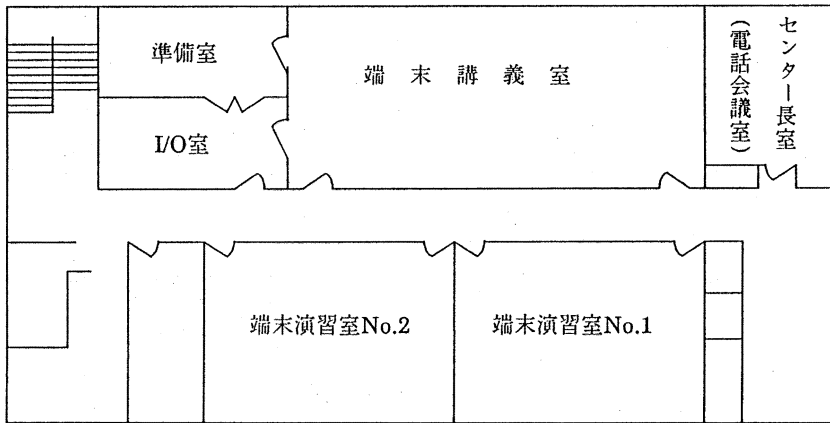 準備室
端末講義室
センター長室
(電話会議室)
I/O室
端末演習室No.2
端末演習室No.1